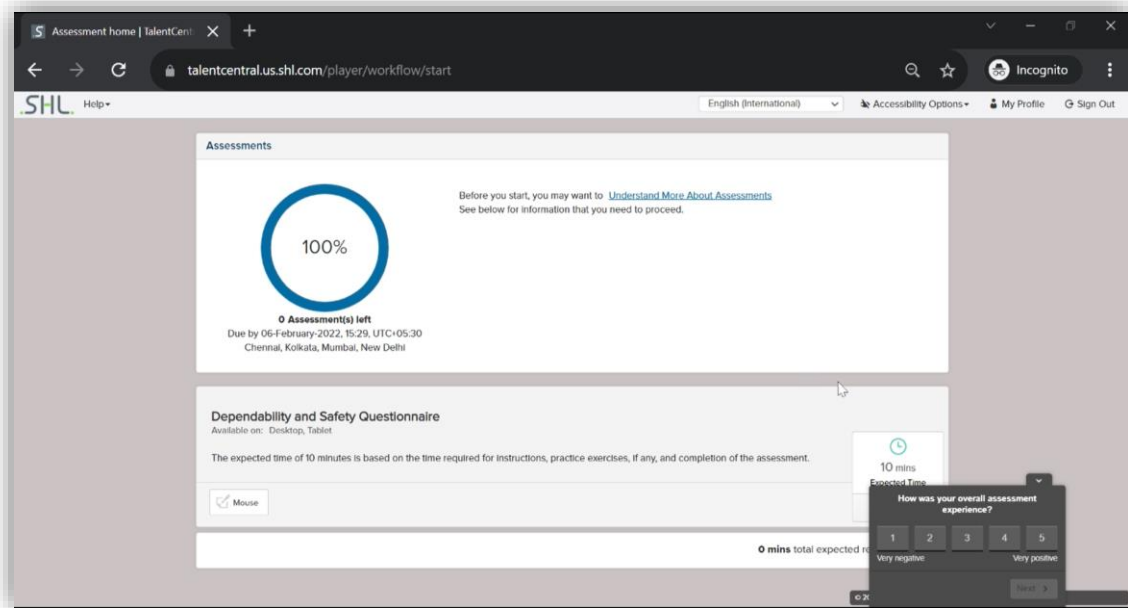 S Assessment home | TalentCent
talentcentral.us.shl.com/player/workflow/start
Incognito
.SHL. Help
English (International)
Accessibility Options
My Profile
Sign Out
Assessments
100%
0 Assessment(s) left
Due by 06-February-2022, 15:29, UTC+05:30
Chennai, Kolkata, Mumbai, New Delhi
Before you start, you may want to Understand More About Assessments
See below for information that you need to proceed.
Dependability and Safety Questionnaire
Available on: Desktop, Tablet
The expected time of 10 minutes is based on the time required for instructions, practice exercises, if any, and completion of the assessment.
10 mins
Expected Time
Mouse
0 mins total expected
How was your overall assessment
experience?
1 2 3 4 5
Very negative Very positive
Next